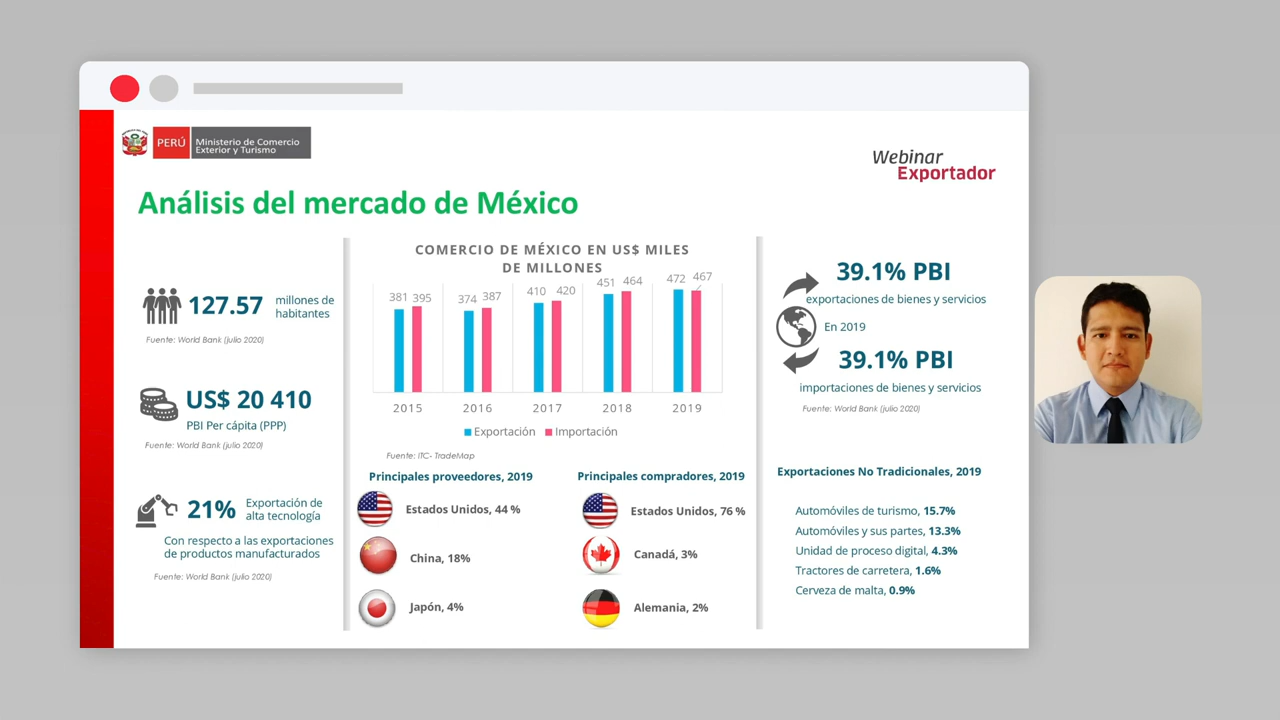 PERÚ
Ministerio de Comercio
Exterior y Turismo
Webinar
Exportador
Análisis del mercado de México
127.57
millones de
habitantes
Fuente: World Bank (julio 2020)
US$ 20 410
PBI Per cápita (PPP)
Fuente: World Bank (julio 2020)
21%
Exportación de
alta tecnología
Con respecto a las exportaciones
de productos manufacturados
Fuente: World Bank (julio 2020)
COMERCIO DE MÉXICO EN US$ MILES
DE MILLONES
381 395 374 387 410 420 451 464 472 467
2015 2016 2017 2018 2019
Exportación Importación
Fuente: ITC- TradeMap
Principales proveedores, 2019
Estados Unidos, 44 %
China, 18%
Japón, 4%
Principales compradores, 2019
Estados Unidos, 76 %
Canadá, 3%
Alemania, 2%
39.1% PBI
exportaciones de bienes y servicios
En 2019
39.1% PBI
importaciones de bienes y servicios
Fuente: World Bank (julio 2020)
Exportaciones No Tradicionales, 2019
Automóviles de turismo, 15.7%
Automóviles y sus partes, 13.3%
Unidad de proceso digital, 4.3%
Tractores de carretera, 1.6%
Cerveza de malta, 0.9%